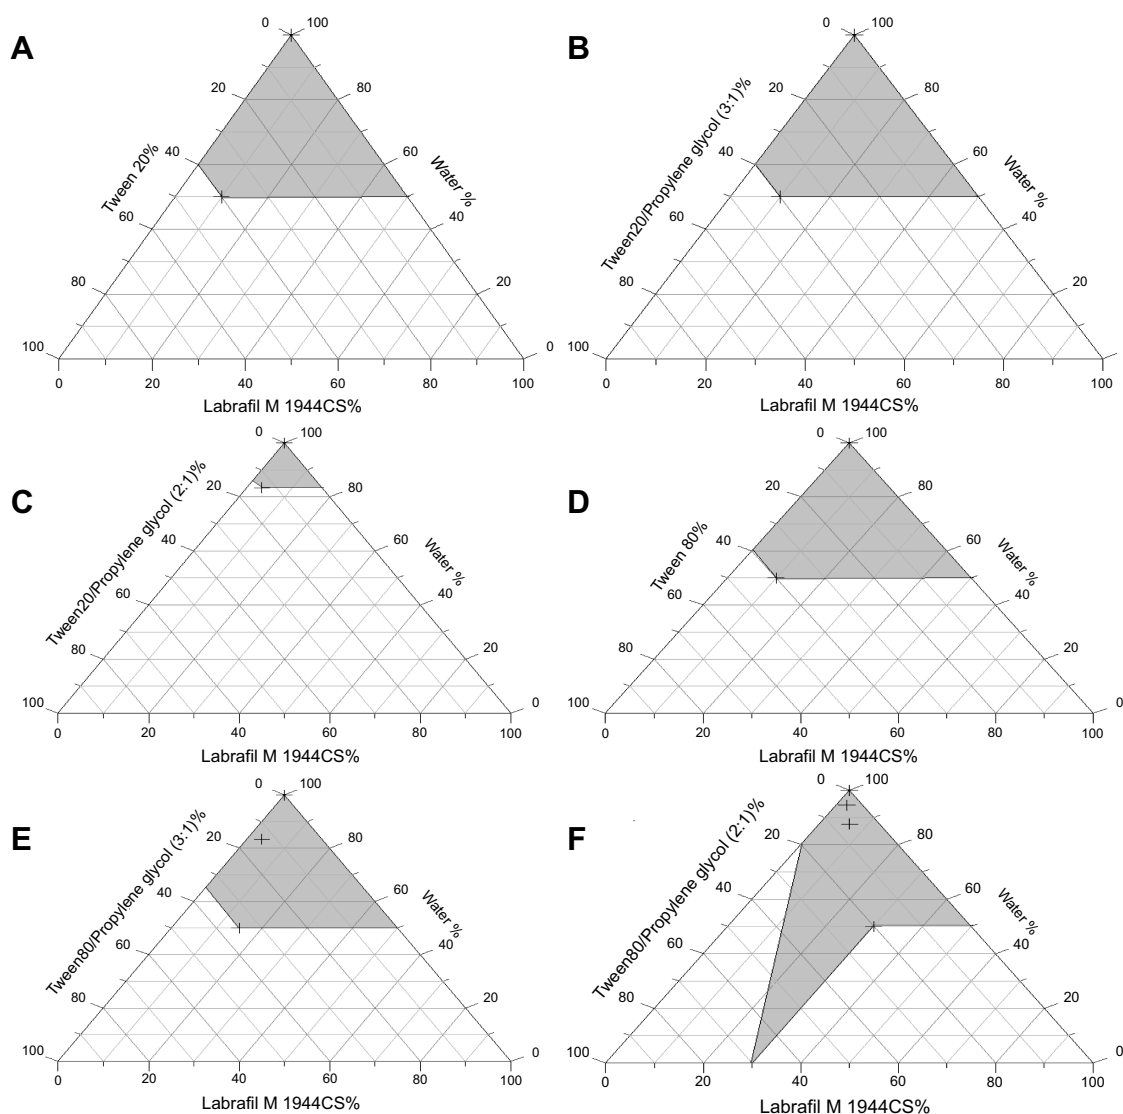 A
0 100
20 80
40 60
Tween 20%
Water %
60 40
80 20
100 0
0 20 40 60 80 100
Labrafil M 1944CS%
B
0 100
20 80
40 60
Tween20/Propylene glycol (3:1)%
Water %
60 40
80 20
100 0
0 20 40 60 80 100
Labrafil M 1944CS%
C
0 100
20 80
40 60
Tween20/Propylene glycol (2:1)%
Water %
60 40
80 20
100 0
0 20 40 60 80 100
Labrafil M 1944CS%
D
0 100
20 80
40 60
Tween 80%
Water %
60 40
80 20
100 0
0 20 40 60 80 100
Labrafil M 1944CS%
E
0 100
20 80
40 60
Tween80/Propylene glycol (3:1)%
Water %
60 40
80 20
100 0
0 20 40 60 80 100
Labrafil M 1944CS%
F
0 100
20 80
40 60
Tween80/Propylene glycol (2:1)%
Water %
60 40
80 20
100 0
0 20 40 60 80 100
Labrafil M 1944CS%